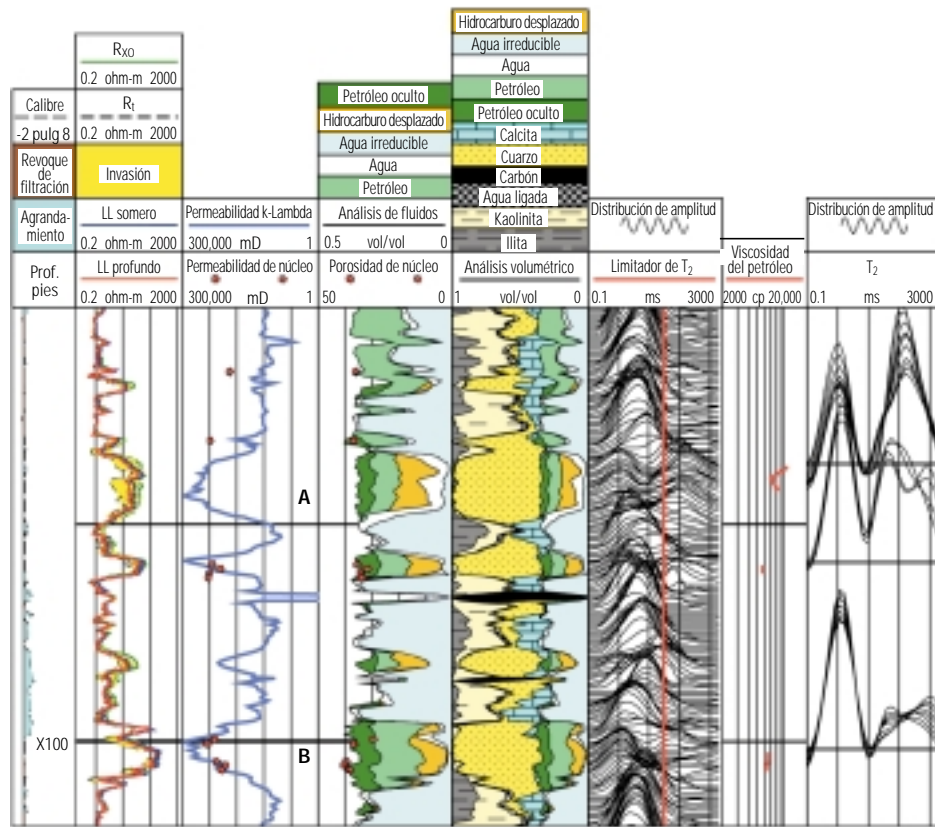 Calibre
-2 pulg 8
Revoque
de
filtración
Agranda-
miento
Prof.
pies
RXO
0.2 ohm-m 2000
Rt
0.2 ohm-m 2000
Invasión
LL somero
0.2 ohm-m 2000
LL profundo
0.2 ohm-m 2000
Permeabilidad k-Lambda
300,000 mD 1
Permeabilidad de núcleo
300,000 mD 1
Petróleo oculto
Hidrocarburo desplazado
Agua irreducible
Agua
Petróleo
Análisis de fluidos
0.5 vol/vol 0
Porosidad de núcleo
50 0
Hidrocarburo desplazado
Agua irreducible
Agua
Petróleo
Petróleo oculto
Calcita
Cuarzo
Carbón
Agua ligada
Kaolinita
Ilita
Análisis volumétrico
1 vol/vol 0
Distribución de amplitud
Limitador de T2
0.1 ms 3000
Viscosidad
del petróleo
2000 cp 20,000
Distribución de amplitud
T2
0.1 ms 3000
A
X100
B